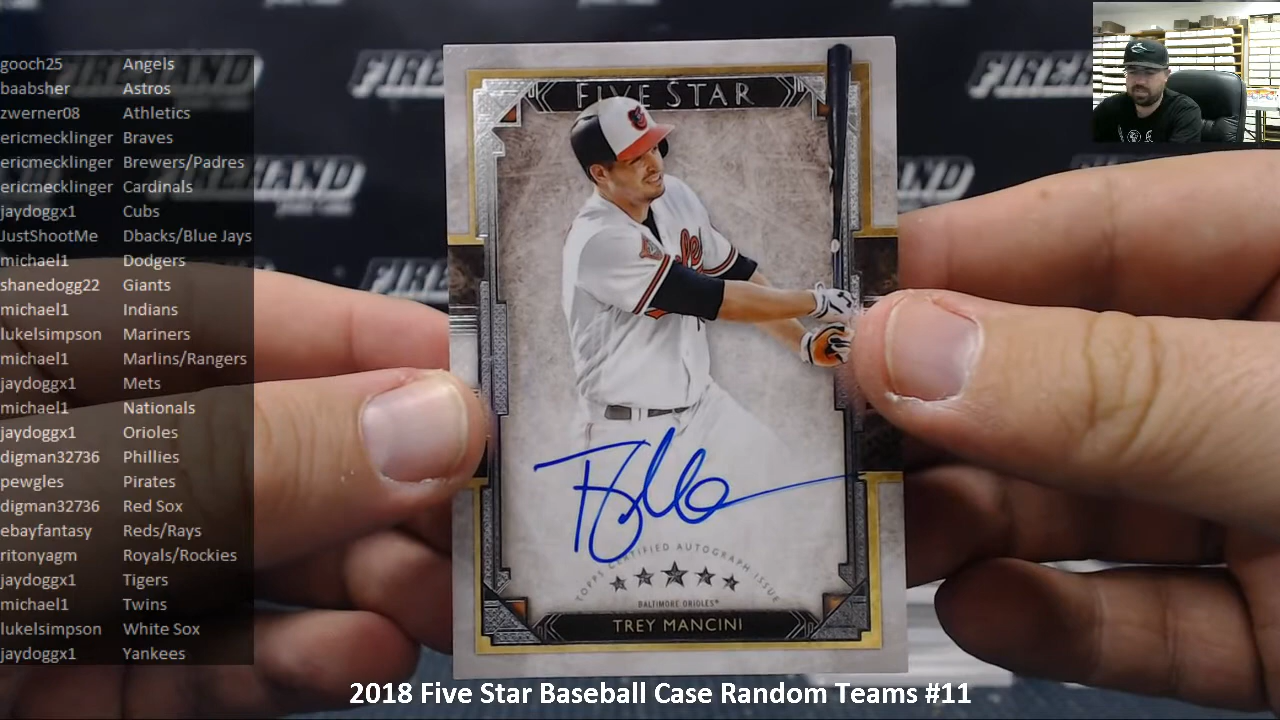 gooch25 Angels
baabsher Astros
zwerner08 Athletics
ericmecklinger Braves
ericmecklinger Brewers/Padres
ericmecklinger Cardinals
jaydoggx1 Cubs
JustShootMe Dbacks/Blue Jays
michael1 Dodgers
shanedogg22 Giants
michael1 Indians
lukelsimpson Mariners
michael1 Marlins/Rangers
jaydoggx1 Mets
michael1 Nationals
jaydoggx1 Orioles
digman32736 Phillies
pewgles Pirates
digman32736 Red Sox
ebayfantasy Reds/Rays
ritonyagm Royals/Rockies
jaydoggx1 Tigers
michael1 Twins
lukelsimpson White Sox
jaydoggx1 Yankees
FIVE STAR
TOPPS CERTIFIED AUTOGRAPH ISSUE
BALTIMORE ORIOLES®
TREY MANCINI
FIREHAND
2018 Five Star Baseball Case Random Teams #11